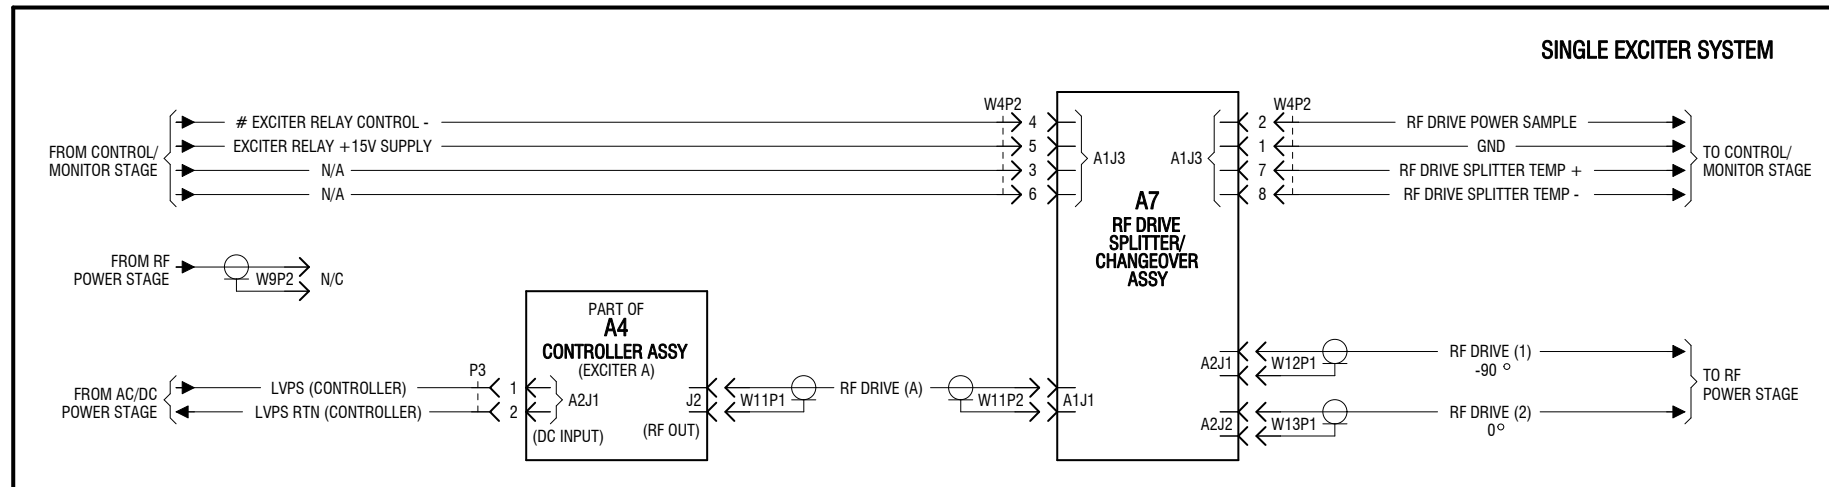 SINGLE EXCITER SYSTEM
W4P2
W4P2
# EXCITER RELAY CONTROL -
4
2
RF DRIVE POWER SAMPLE
FROM CONTROL/
MONITOR STAGE
EXCITER RELAY +15V SUPPLY
5
A1J3
A1J3
1
GND
TO CONTROL/
MONITOR STAGE
N/A
3
7
RF DRIVE SPLITTER TEMP +
N/A
6
8
RF DRIVE SPLITTER TEMP -
A7
RF DRIVE
SPLITTER/
CHANGEOVER
ASSY
FROM RF
POWER STAGE
W9P2
N/C
PART OF
A4
CONTROLLER ASSY
(EXCITER A)
P3
FROM AC/DC
POWER STAGE
LVPS (CONTROLLER)
1
LVPS RTN (CONTROLLER)
2
A2J1
(DC INPUT)
J2
(RF OUT)
W11P1
RF DRIVE (A)
W11P2
A1J1
A2J1
W12P1
RF DRIVE (1)
-90 °
A2J2
W13P1
RF DRIVE (2)
0°
TO RF
POWER STAGE